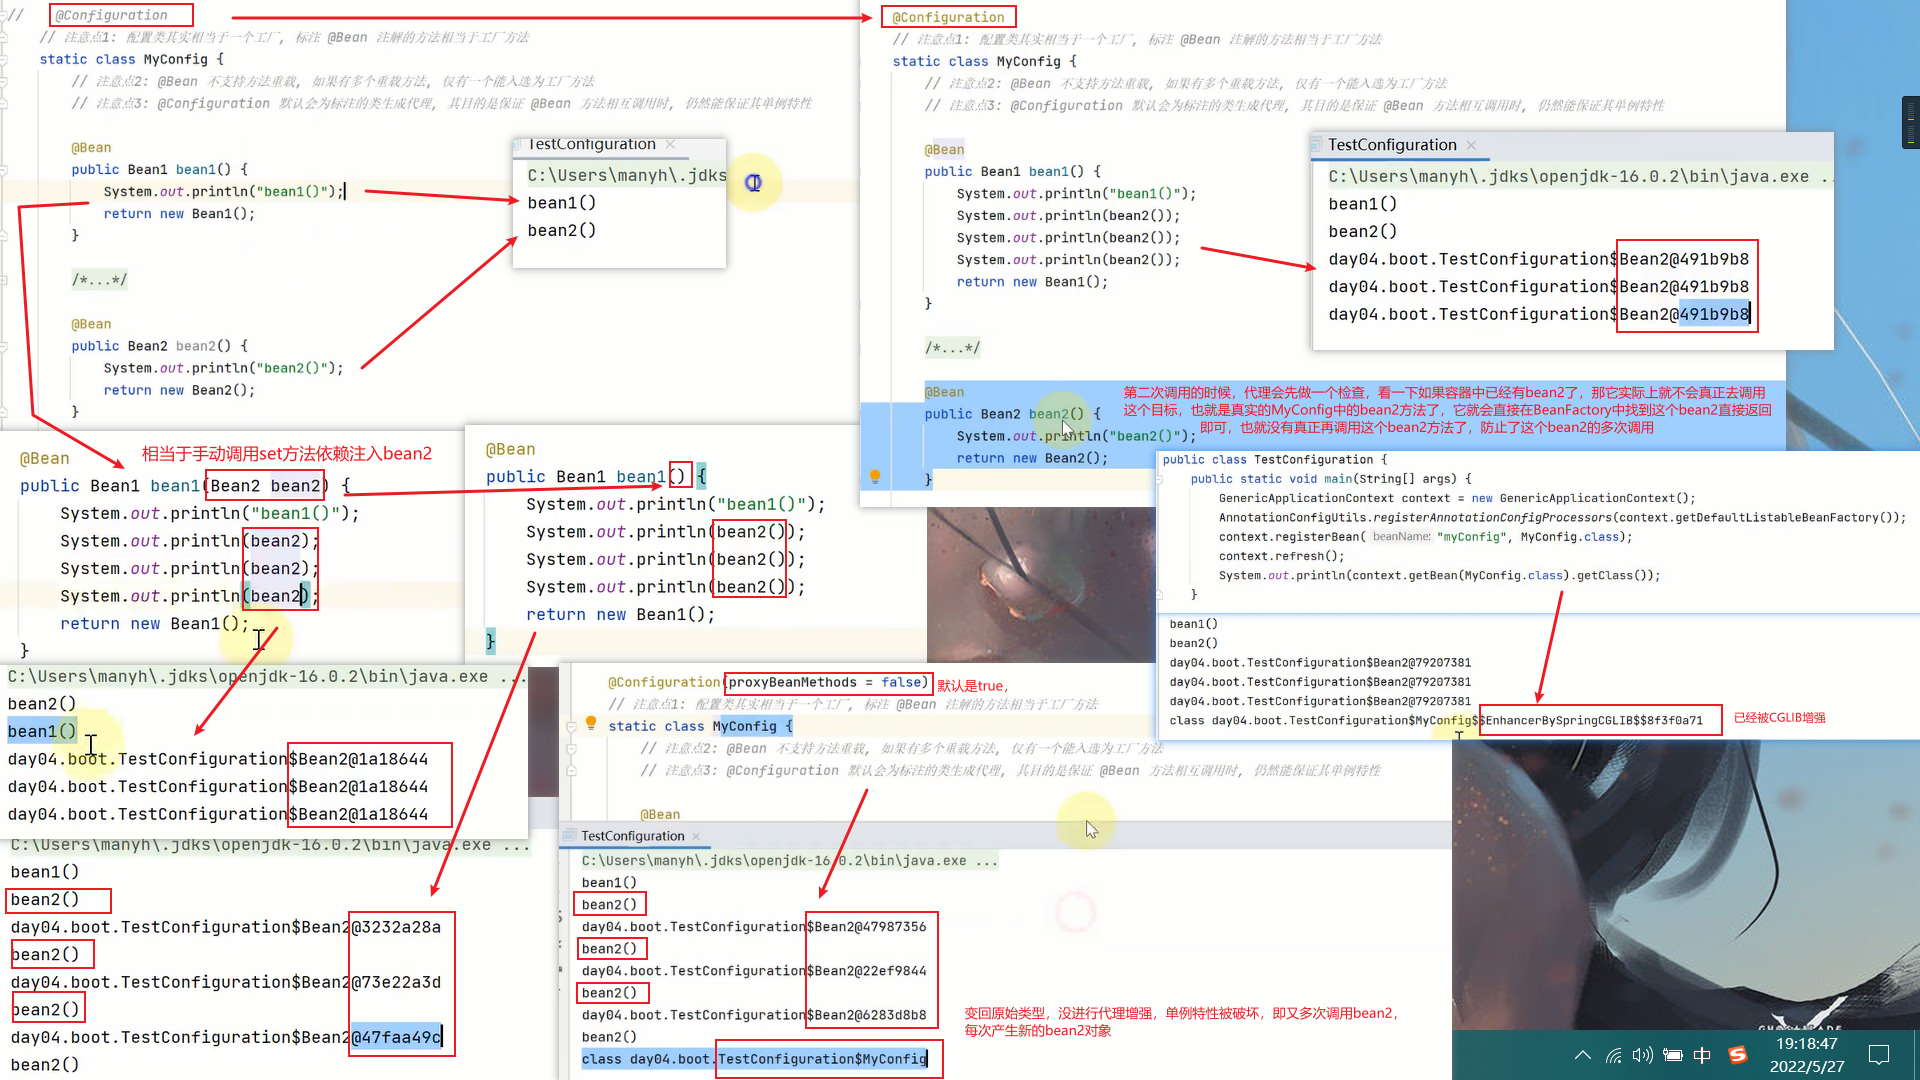 // @Configuration
// 注意点1: 配置类其实相当于一个工厂, 标注 @Bean 注解的方法相当于工厂方法
static class MyConfig {
// 注意点2: @Bean 不支持方法重载, 如果有多个重载方法, 仅有一个能入选为工厂方法
// 注意点3: @Configuration 默认会为标注的类生成代理, 其目的是保证 @Bean 方法相互调用时, 仍然能保证其单例特性
@Bean
public Bean1 bean1() {
System.out.println("bean1()");
return new Bean1();
}
/*...*/
@Bean
public Bean2 bean2() {
System.out.println("bean2()");
return new Bean2();
}
TestConfiguration ×
C:\Users\manyh\.jdks
bean1()
bean2()
@Configuration
// 注意点1: 配置类其实相当于一个工厂, 标注 @Bean 注解的方法相当于工厂方法
static class MyConfig {
// 注意点2: @Bean 不支持方法重载, 如果有多个重载方法, 仅有一个能入选为工厂方法
// 注意点3: @Configuration 默认会为标注的类生成代理, 其目的是保证 @Bean 方法相互调用时, 仍然能保证其单例特性
@Bean
public Bean1 bean1() {
System.out.println("bean1()");
System.out.println(bean2());
System.out.println(bean2());
System.out.println(bean2());
return new Bean1();
}
/*...*/
@Bean
public Bean2 bean2() {
System.out.println("bean2()");
return new Bean2();
}
TestConfiguration ×
C:\Users\manyh\.jdks\openjdk-16.0.2\bin\java.exe ..
bean1()
bean2()
day04.boot.TestConfiguration$Bean2@491b9b8
day04.boot.TestConfiguration$Bean2@491b9b8
day04.boot.TestConfiguration$Bean2@491b9b8
第二次调用的时候，代理会先做一个检查，看一下如果容器中已经有bean2了，那它实际上就不会真正去调用
这个目标，也就是真实的MyConfig中的bean2方法了，它就会直接在BeanFactory中找到这个bean2直接返回
即可，也就没有真正再调用这个bean2方法了，防止了这个bean2的多次调用
相当于手动调用set方法依赖注入bean2
@Bean
public Bean1 bean1(Bean2 bean2) {
System.out.println("bean1()");
System.out.println(bean2);
System.out.println(bean2);
System.out.println(bean2);
return new Bean1();
}
@Bean
public Bean1 bean1() {
System.out.println("bean1()");
System.out.println(bean2());
System.out.println(bean2());
System.out.println(bean2());
return new Bean1();
}
public class TestConfiguration {
public static void main(String[] args) {
GenericApplicationContext context = new GenericApplicationContext();
AnnotationConfigUtils.registerAnnotationConfigProcessors(context.getDefaultListableBeanFactory());
context.registerBean( beanName: "myConfig", MyConfig.class);
context.refresh();
System.out.println(context.getBean(MyConfig.class).getClass());
}
bean1()
bean2()
day04.boot.TestConfiguration$Bean2@79207381
day04.boot.TestConfiguration$Bean2@79207381
day04.boot.TestConfiguration$Bean2@79207381
class day04.boot.TestConfiguration$MyConfig$$EnhancerBySpringCGLIB$$8f3f0a71
已经被CGLIB增强
C:\Users\manyh\.jdks\openjdk-16.0.2\bin\java.exe ...
bean2()
bean1()
day04.boot.TestConfiguration$Bean2@1a18644
day04.boot.TestConfiguration$Bean2@1a18644
day04.boot.TestConfiguration$Bean2@1a18644
C:\Users\manyh\.jdks\openjdk-16.0.2\bin\java.exe ...
bean1()
bean2()
day04.boot.TestConfiguration$Bean2@3232a28a
bean2()
day04.boot.TestConfiguration$Bean2@73e22a3d
bean2()
day04.boot.TestConfiguration$Bean2@47faa49c
bean2()
@Configuration(proxyBeanMethods = false) 默认是true,
// 注意点1: 配置类其实相当于一个工厂, 标注 @Bean 注解的方法相当于工厂方法
static class MyConfig {
// 注意点2: @Bean 不支持方法重载, 如果有多个重载方法, 仅有一个能入选为工厂方法
// 注意点3: @Configuration 默认会为标注的类生成代理, 其目的是保证 @Bean 方法相互调用时, 仍然能保证其单例特性
@Bean
TestConfiguration ×
C:\Users\manyh\.jdks\openjdk-16.0.2\bin\java.exe ...
bean1()
bean2()
day04.boot.TestConfiguration$Bean2@47987356
bean2()
day04.boot.TestConfiguration$Bean2@22ef9844
bean2()
day04.boot.TestConfiguration$Bean2@6283d8b8
bean2()
class day04.boot.TestConfiguration$MyConfig
变回原始类型，没进行代理增强，单例特性被破坏，即又多次调用bean2，
每次产生新的bean2对象
中
19:18:47
2022/5/27